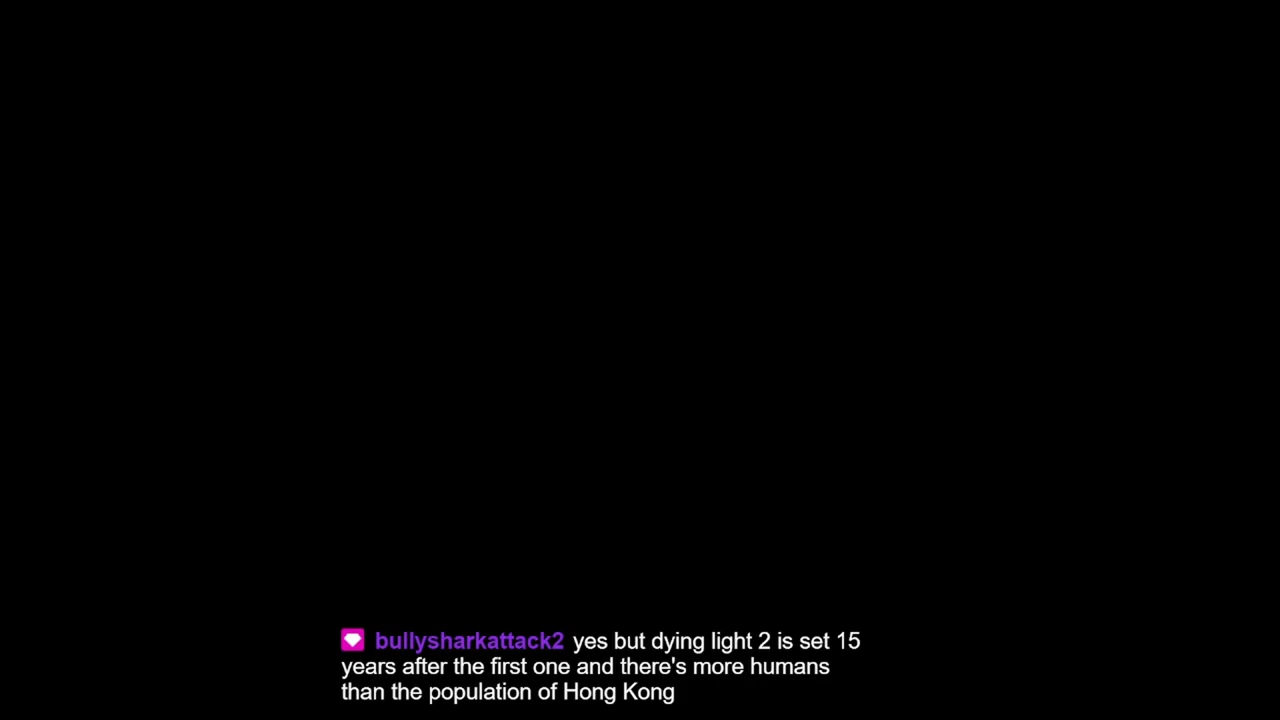 bullysharkattack2 yes but dying light 2 is set 15
years after the first one and there's more humans
than the population of Hong Kong